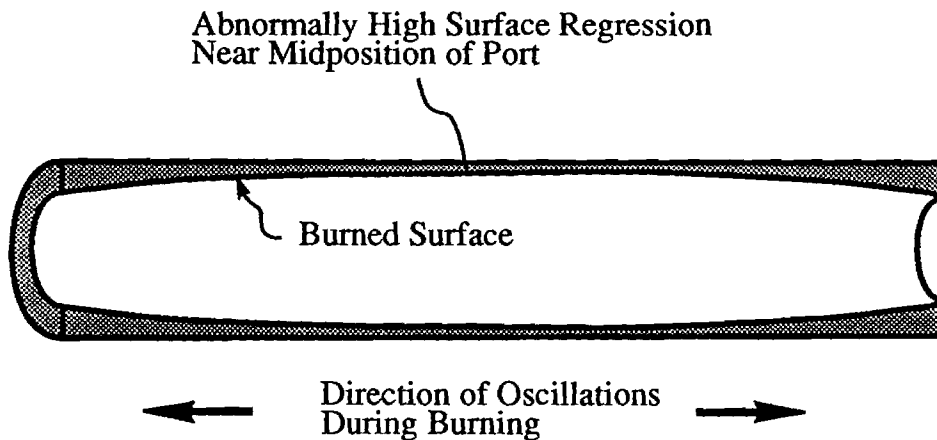 Abnormally High Surface Regression
Near Midposition of Port
Burned Surface
Direction of Oscillations
During Burning